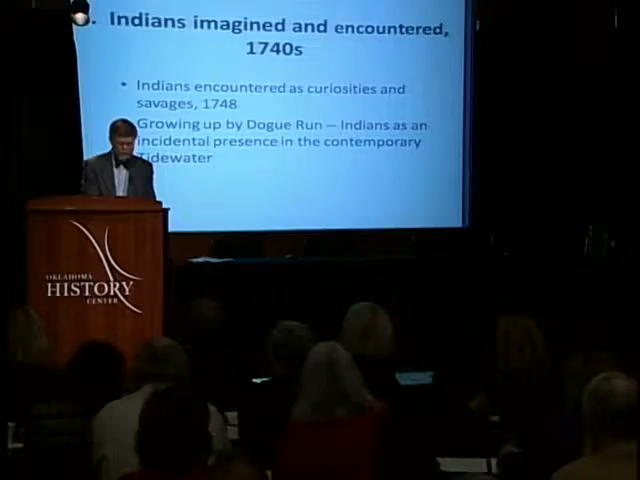 Indians imagined and encountered,
1740s
• Indians encountered as curiosities and
savages, 1748
Growing up by Dogue Run – Indians as an
incidental presence in the contemporary
Tidewater
OKLAHOMA
HISTORY
CENTER